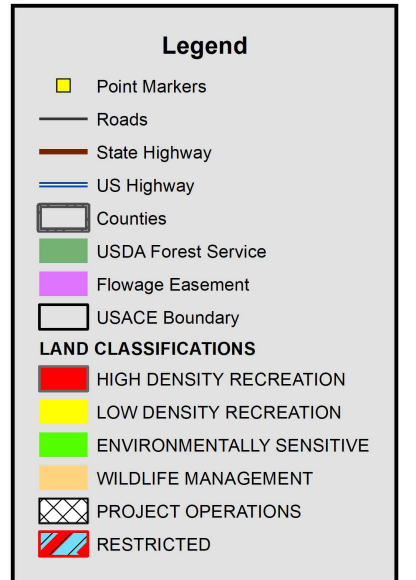 Legend
Point Markers
Roads
State Highway
US Highway
Counties
USDA Forest Service
Flowage Easement
USACE Boundary
LAND CLASSIFICATIONS
HIGH DENSITY RECREATION
LOW DENSITY RECREATION
ENVIRONMENTALLY SENSITIVE
WILDLIFE MANAGEMENT
PROJECT OPERATIONS
RESTRICTED